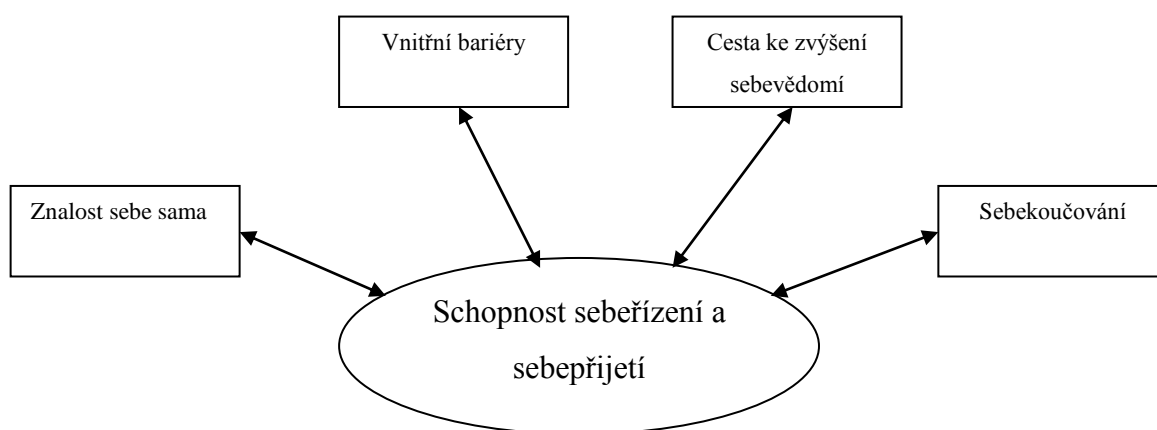 Vnitřní bariéry
Cesta ke zvýšení
sebevědomí
Znalost sebe sama
Sebekoučování
Schopnost sebeřízení a
sebepřijetí